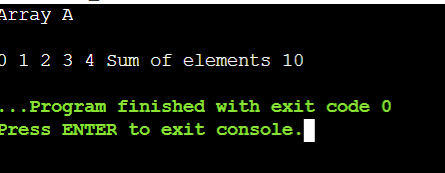 Array A
0 1 2 3 4 Sum of elements 10
...Program finished with exit code 0
Press ENTER to exit console.